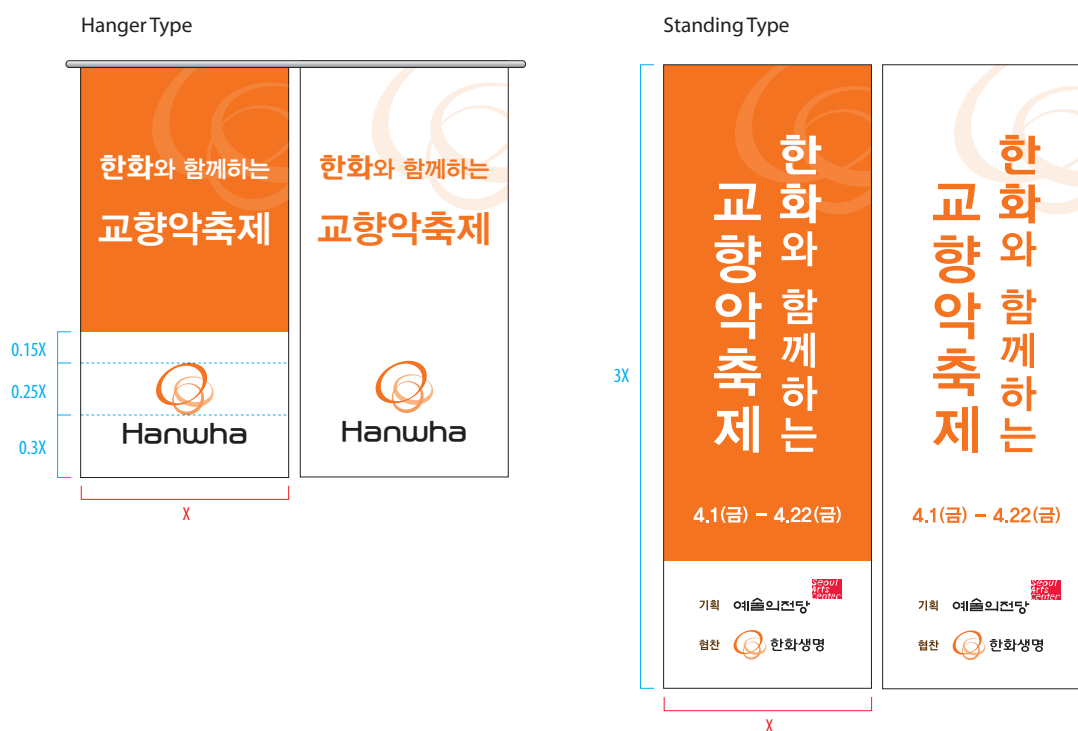 Hanger Type
한화와 함께하는
교향악축제
Hanwha
한화와 함께하는
교향악축제
Hanwha
0.15X
0.25X
0.3X
X
Standing Type
한화와 함께하는
교향악축제
4.1(금) – 4.22(금)
기획 예술의전당 Seoul Arts Center
협찬 한화생명
한화와 함께하는
교향악축제
4.1(금) – 4.22(금)
기획 예술의전당 Seoul Arts Center
협찬 한화생명
3X
X